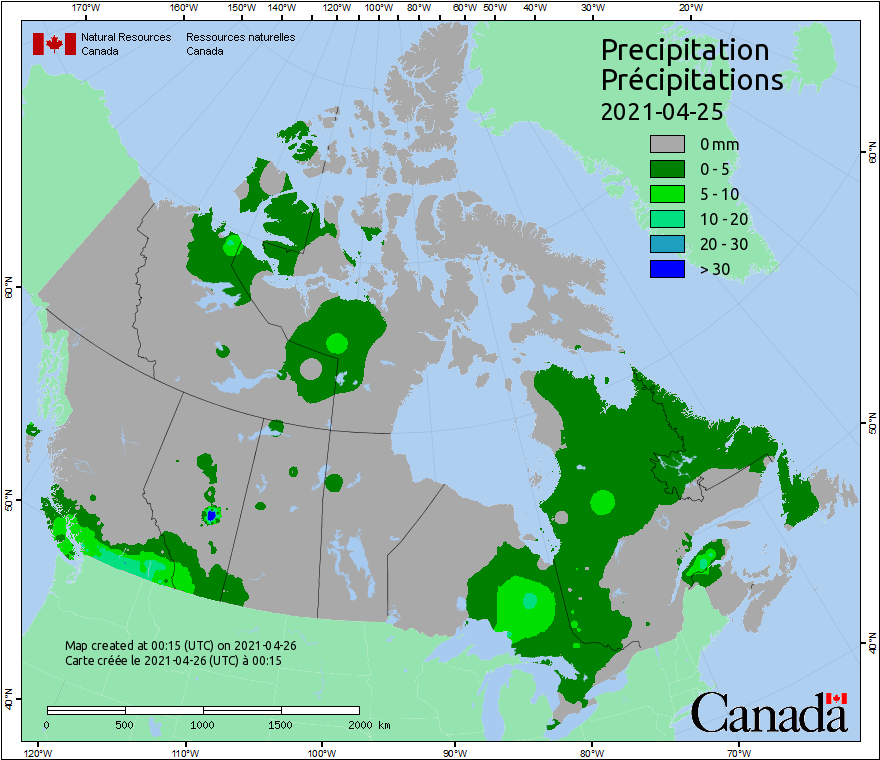 170°W 160°W 150°W 140°W 120°W 100°W 80°W 60°W 50°W 40°W 30°W 20°W
Natural Resources Ressources naturelles
Canada Canada
Precipitation
Précipitations
2021-04-25
0 mm
0 - 5
5 - 10
10 - 20
20 - 30
> 30
60°N
60°N
50°N
50°N
40°N
40°N
Map created at 00:15 (UTC) on 2021-04-26
Carte créée le 2021-04-26 (UTC) à 00:15
0 500 1000 1500 2000 km
Canada
120°W 110°W 100°W 90°W 80°W 70°W